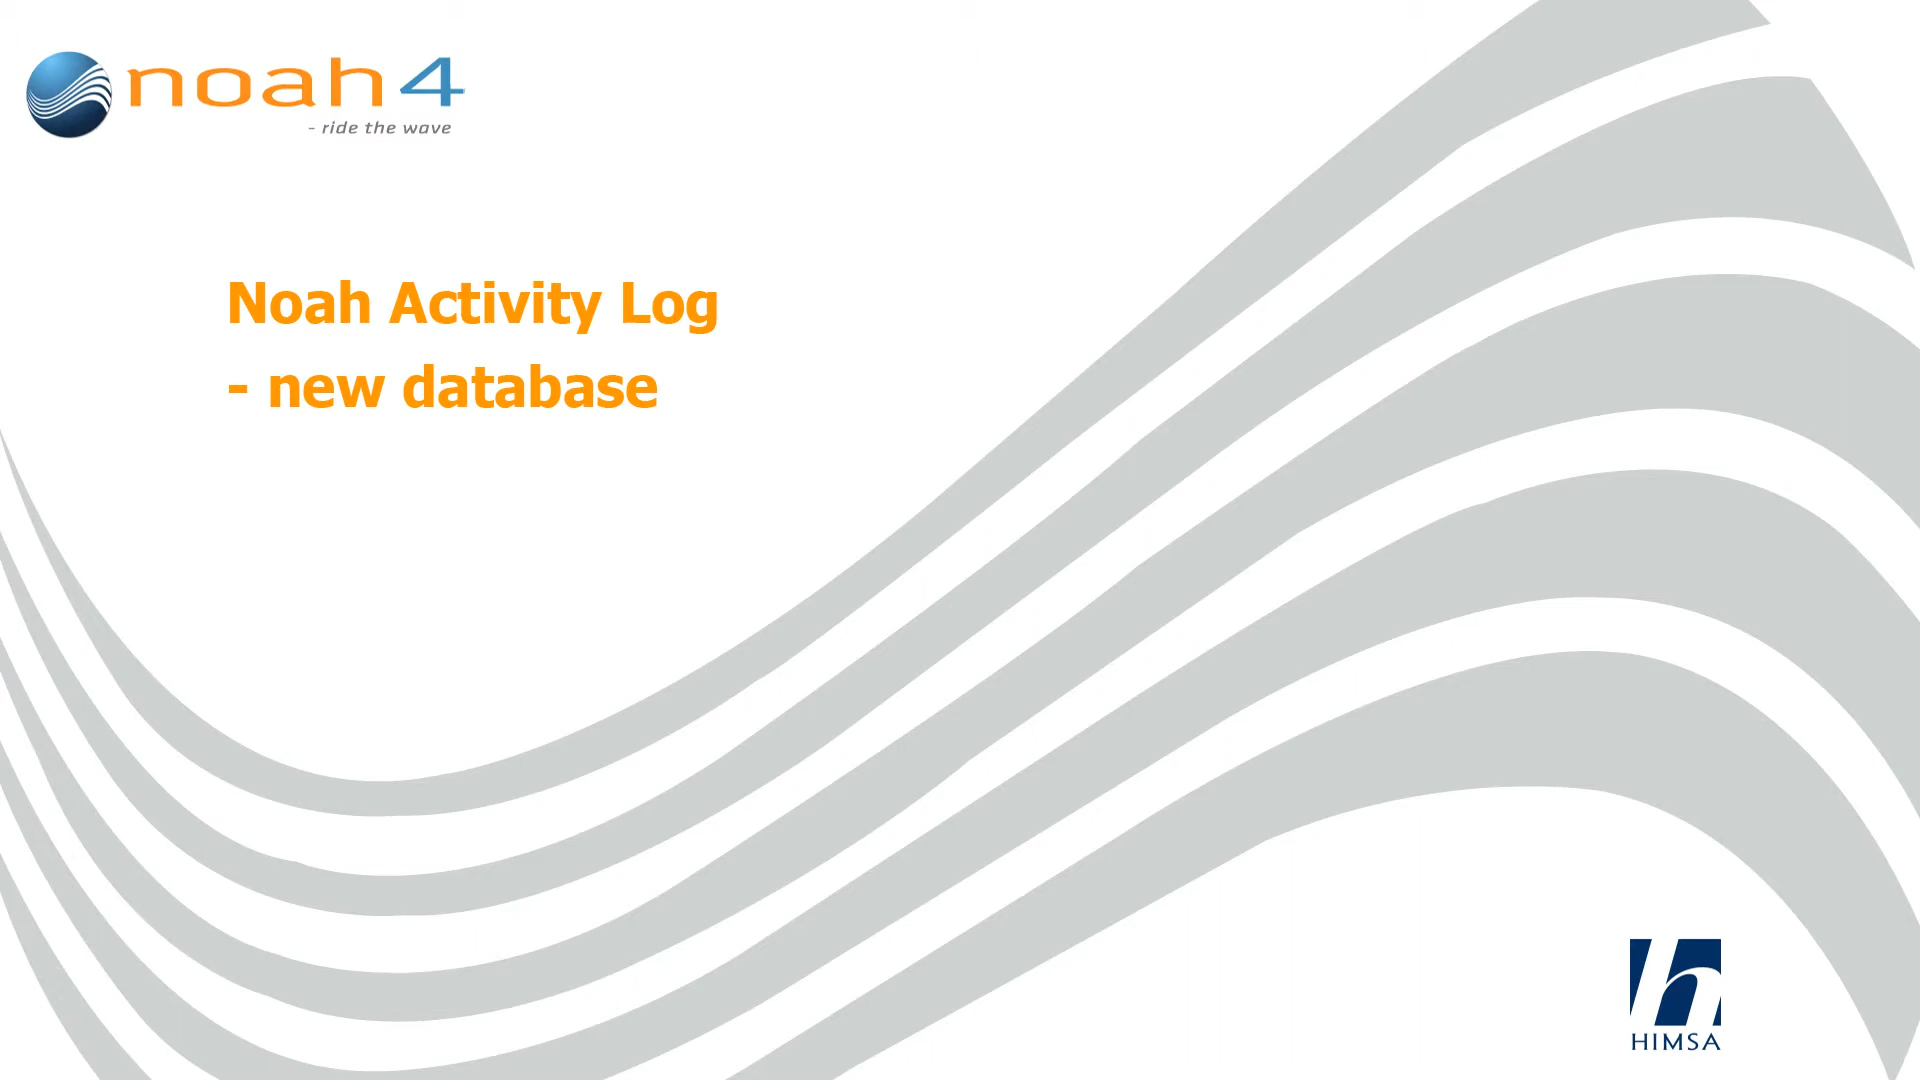 noah4
- ride the wave
Noah Activity Log
- new database
HIMSA